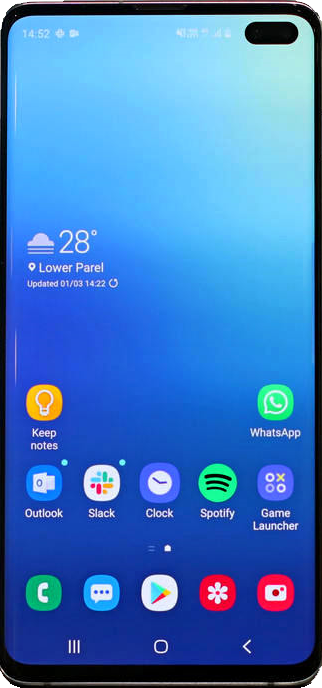 14:52
28°
Lower Parel
Updated 01/03 14:22
Keep
notes
WhatsApp
Outlook
Slack
Clock
Spotify
Game
Launcher